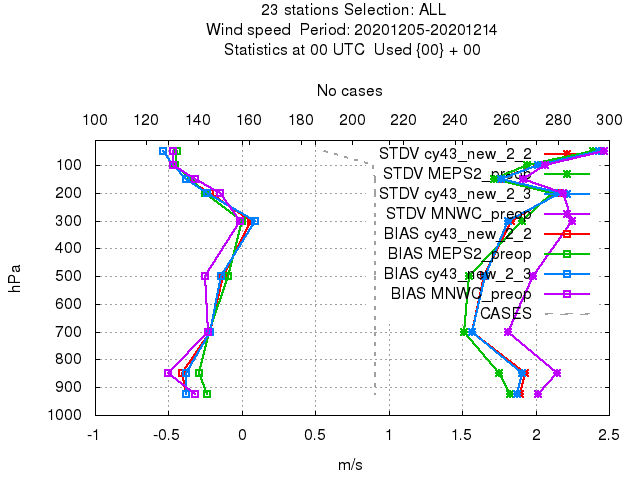 23 stations Selection: ALL
Wind speed  Period: 20201205-20201214
Statistics at 00 UTC  Used {00} + 00
No cases
100 120 140 160 180 200 220 240 260 280 300
STDV cy43_new_2_2
STDV MEPS2_preop
STDV cy43_new_2_3
STDV MNWC_preop
BIAS cy43_new_2_2
BIAS MEPS2_preop
BIAS cy43_new_2_3
BIAS MNWC_preop
CASES
hPa
100
200
300
400
500
600
700
800
900
1000
-1 -0.5 0 0.5 1 1.5 2 2.5
m/s